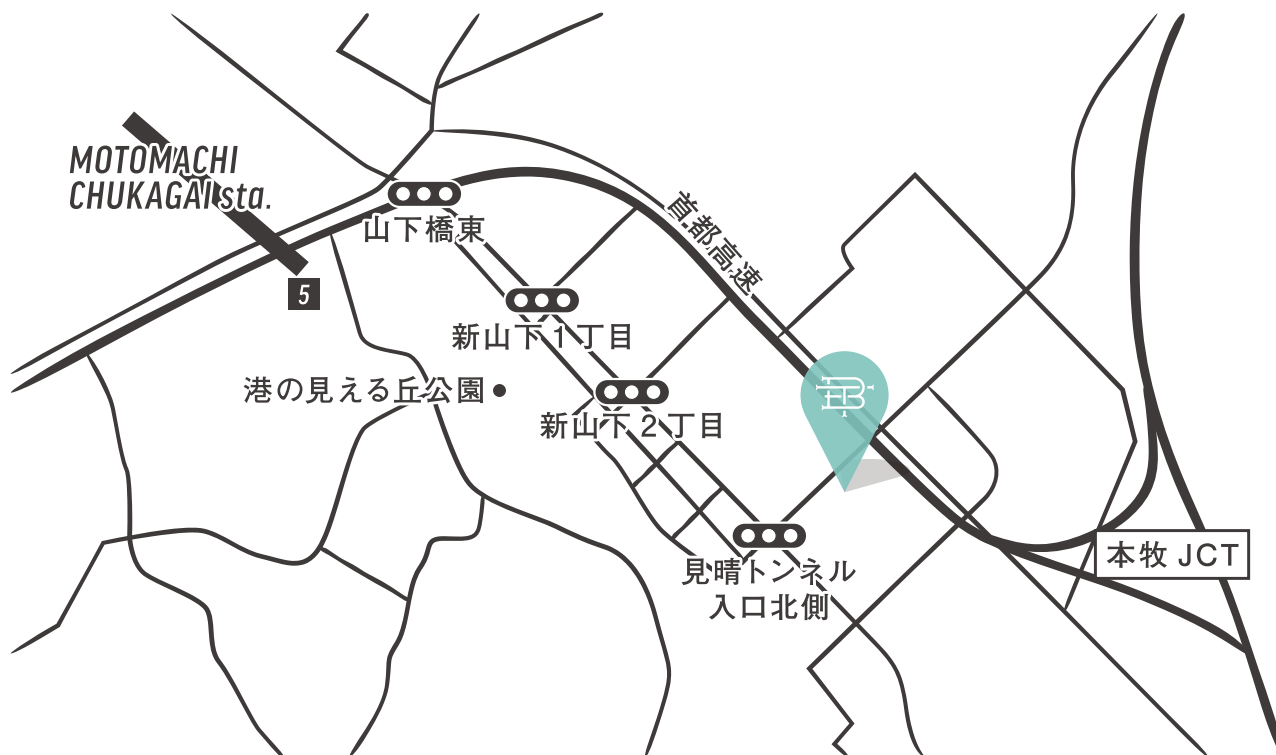 MOTOMACHI
CHUKAGAI sta.
山下橋東
首都高速
5
新山下1丁目
港の見える丘公園
新山下2丁目
本牧 JCT
見晴トンネル
入口北側